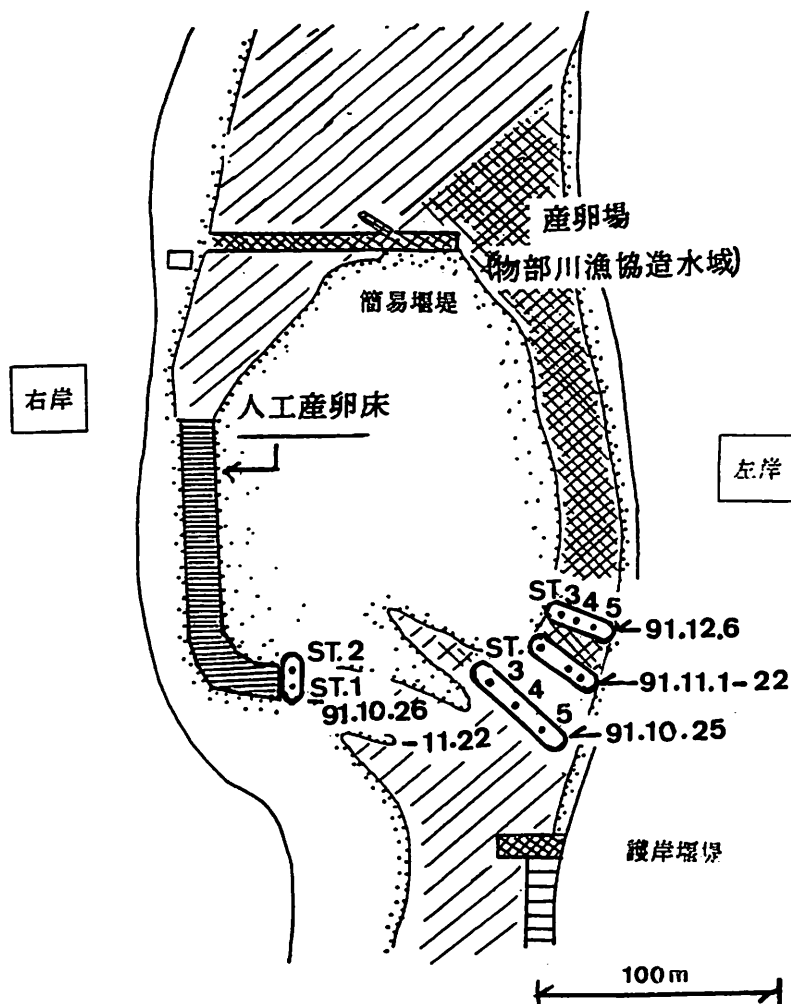 産卵場
(物部川漁協造水域)
簡易堰堤
右岸
人工産卵床
左岸
ST.3 4 5
91.12.6
ST.
3 4 5
91.11.1-22
91.10.25
ST.2
ST.1
91.10.26
-11.22
護岸堰堤
100m